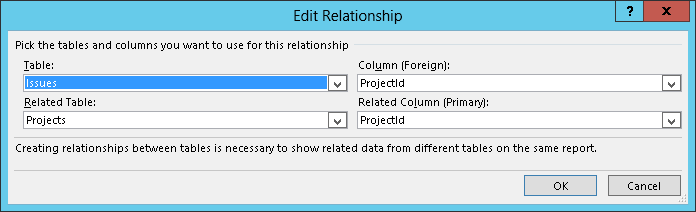 Edit Relationship
? x
Pick the tables and columns you want to use for this relationship
Table: Column (Foreign):
Issues ProjectId
Related Table: Related Column (Primary):
Projects ProjectId
Creating relationships between tables is necessary to show related data from different tables on the same report.
OK Cancel